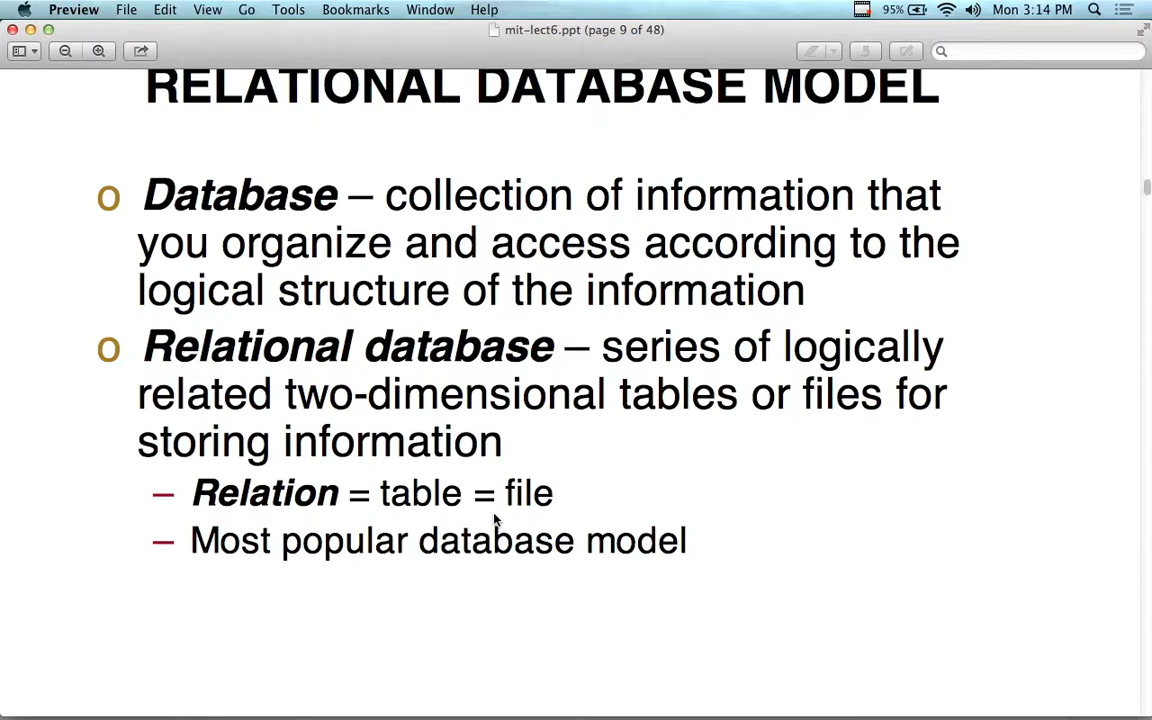 Preview File Edit View Go Tools Bookmarks Window Help 95% Mon 3:14 PM
mit-lect6.ppt (page 9 of 48)
RELATIONAL DATABASE MODEL
o Database – collection of information that
you organize and access according to the
logical structure of the information
o Relational database – series of logically
related two-dimensional tables or files for
storing information
– Relation = table = file
– Most popular database model